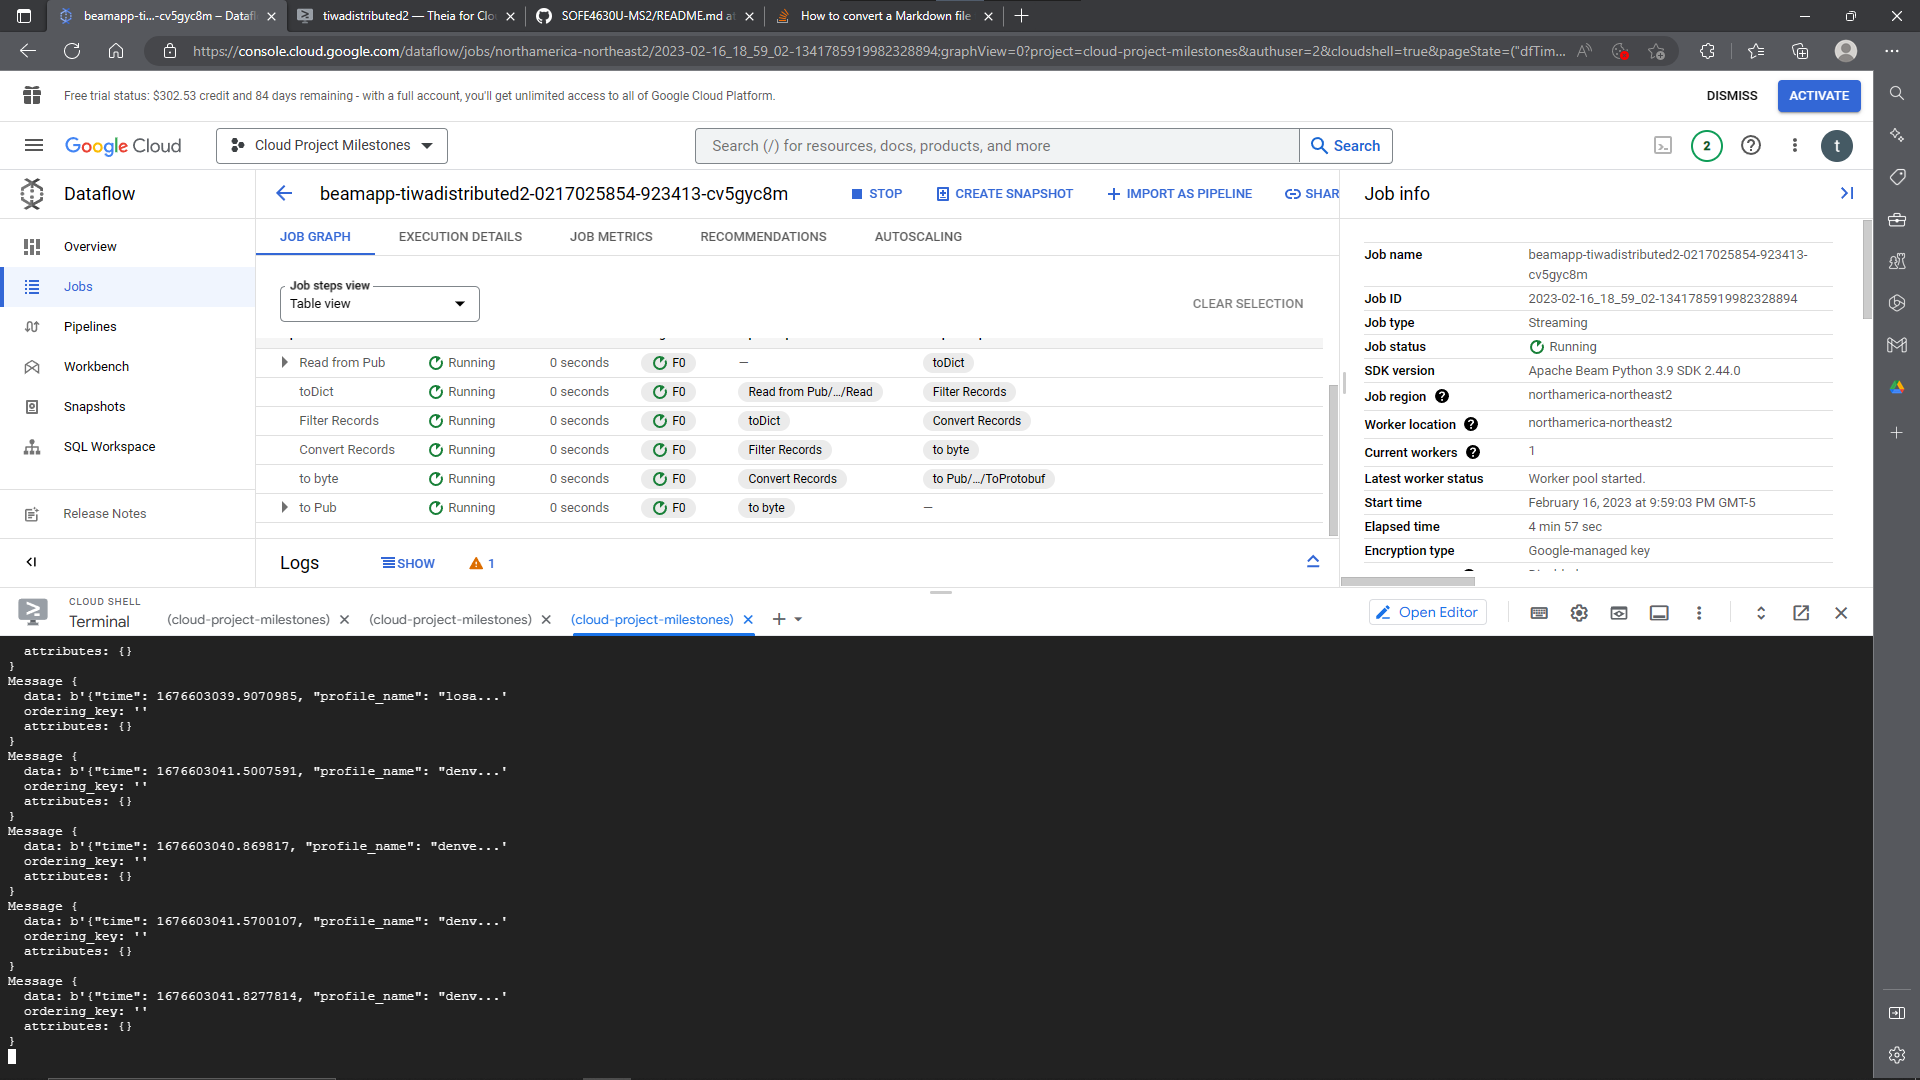 beamapp-ti...-cv5gyc8m – Datafl
tiwadistributed2 — Theia for Clo
SOFE4630U-MS2/README.md at
How to convert a Markdown file
https://console.cloud.google.com/dataflow/jobs/northamerica-northeast2/2023-02-16_18_59_02-1341785919982328894;graphView=0?project=cloud-project-milestones&authuser=2&cloudshell=true&pageState=("dfTim...
Free trial status: $302.53 credit and 84 days remaining - with a full account, you'll get unlimited access to all of Google Cloud Platform.
DISMISS
ACTIVATE
Google Cloud
Cloud Project Milestones
Search (/) for resources, docs, products, and more
Search
2
t
Dataflow
beamapp-tiwadistributed2-0217025854-923413-cv5gyc8m
STOP
CREATE SNAPSHOT
IMPORT AS PIPELINE
SHAR
Job info
Overview
Jobs
Pipelines
Workbench
Snapshots
SQL Workspace
Release Notes
JOB GRAPH
EXECUTION DETAILS
JOB METRICS
RECOMMENDATIONS
AUTOSCALING
Job steps view
Table view
CLEAR SELECTION
Read from Pub Running 0 seconds F0 — toDict
toDict Running 0 seconds F0 Read from Pub/.../Read Filter Records
Filter Records Running 0 seconds F0 toDict Convert Records
Convert Records Running 0 seconds F0 Filter Records to byte
to byte Running 0 seconds F0 Convert Records to Pub/.../ToProtobuf
to Pub Running 0 seconds F0 to byte —
Logs
SHOW
1
Job name beamapp-tiwadistributed2-0217025854-923413-
cv5gyc8m
Job ID 2023-02-16_18_59_02-1341785919982328894
Job type Streaming
Job status Running
SDK version Apache Beam Python 3.9 SDK 2.44.0
Job region northamerica-northeast2
Worker location northamerica-northeast2
Current workers 1
Latest worker status Worker pool started.
Start time February 16, 2023 at 9:59:03 PM GMT-5
Elapsed time 4 min 57 sec
Encryption type Google-managed key
CLOUD SHELL
Terminal
(cloud-project-milestones)
(cloud-project-milestones)
(cloud-project-milestones)
Open Editor
attributes: {}
}
Message {
data: b'{"time": 1676603039.9070985, "profile_name": "losa...'
ordering_key: ''
attributes: {}
}
Message {
data: b'{"time": 1676603041.5007591, "profile_name": "denv...'
ordering_key: ''
attributes: {}
}
Message {
data: b'{"time": 1676603040.869817, "profile_name": "denve...'
ordering_key: ''
attributes: {}
}
Message {
data: b'{"time": 1676603041.5700107, "profile_name": "denv...'
ordering_key: ''
attributes: {}
}
Message {
data: b'{"time": 1676603041.8277814, "profile_name": "denv...'
ordering_key: ''
attributes: {}
}